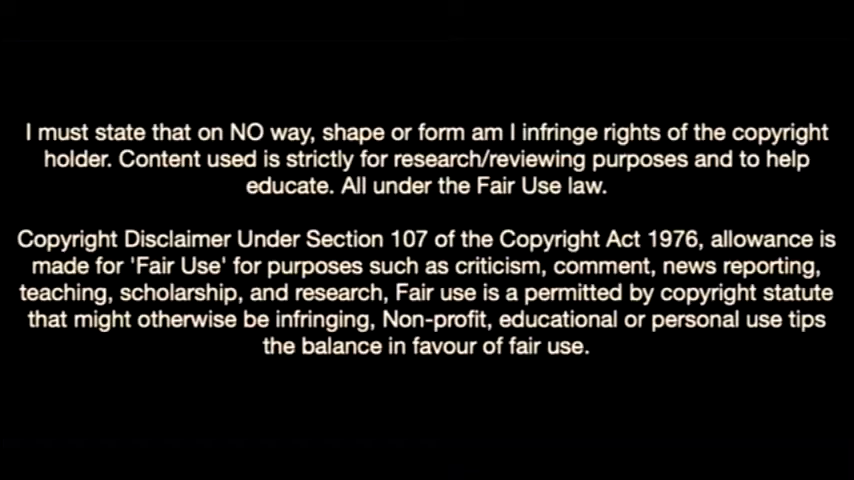 I must state that on NO way, shape or form am I infringe rights of the copyright
holder. Content used is strictly for research/reviewing purposes and to help
educate. All under the Fair Use law.
Copyright Disclaimer Under Section 107 of the Copyright Act 1976, allowance is
made for 'Fair Use' for purposes such as criticism, comment, news reporting,
teaching, scholarship, and research, Fair use is a permitted by copyright statute
that might otherwise be infringing, Non-profit, educational or personal use tips
the balance in favour of fair use.